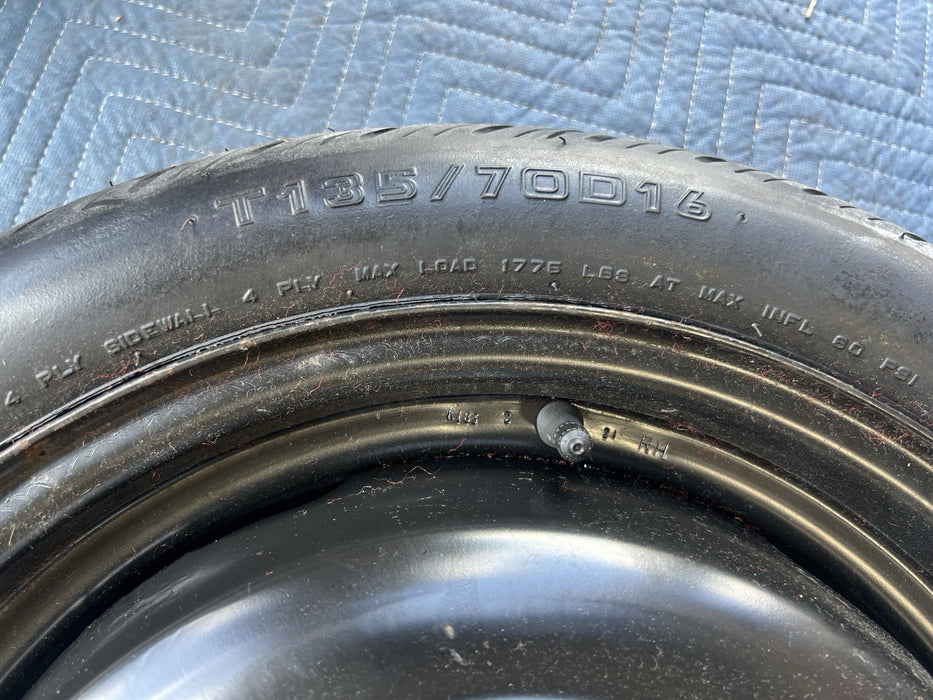 T135/70D16
4 PLY SIDEWALL 4 PLY MAX LOAD 1775 LBS AT MAX INFL 60 PSI
RH